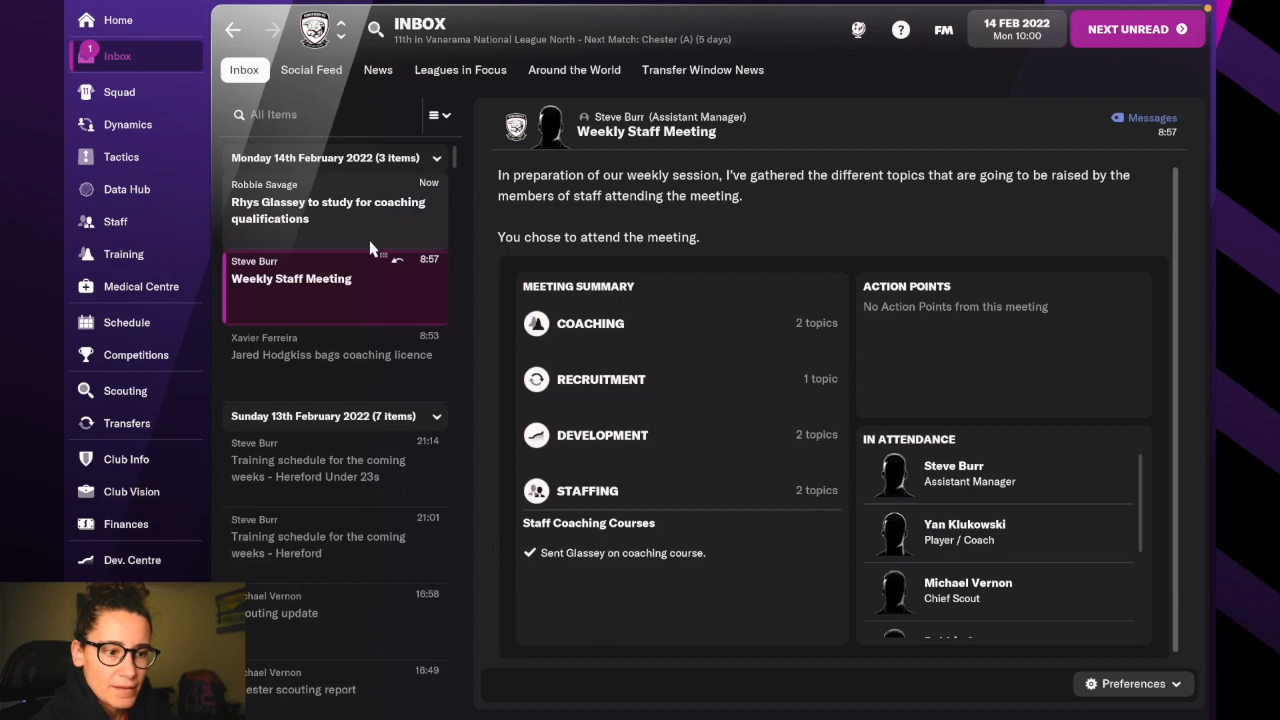 Home
1
Inbox
Squad
Dynamics
Tactics
Data Hub
Staff
Training
Medical Centre
Schedule
Competitions
Scouting
Transfers
Club Info
Club Vision
Finances
Dev. Centre
INBOX
11th in Vanarama National League North - Next Match: Chester (A) (5 days)
?
FM
14 FEB 2022
Mon 10:00
NEXT UNREAD
Inbox
Social Feed
News
Leagues in Focus
Around the World
Transfer Window News
All Items
Monday 14th February 2022 (3 items)
Robbie Savage
Now
Rhys Glassey to study for coaching
qualifications
Steve Burr
8:57
Weekly Staff Meeting
Xavier Ferreira
8:53
Jared Hodgkiss bags coaching licence
Sunday 13th February 2022 (7 items)
Steve Burr
21:14
Training schedule for the coming
weeks - Hereford Under 23s
Steve Burr
21:01
Training schedule for the coming
weeks - Hereford
Vernon
16:58
update
Vernon
16:49
scouting report
Steve Burr (Assistant Manager)
Weekly Staff Meeting
Messages
8:57
In preparation of our weekly session, I've gathered the different topics that are going to be raised by the
members of staff attending the meeting.
You chose to attend the meeting.
MEETING SUMMARY
COACHING
2 topics
RECRUITMENT
1 topic
DEVELOPMENT
2 topics
STAFFING
2 topics
Staff Coaching Courses
Sent Glassey on coaching course.
ACTION POINTS
No Action Points from this meeting
IN ATTENDANCE
Steve Burr
Assistant Manager
Yan Klukowski
Player / Coach
Michael Vernon
Chief Scout
Preferences